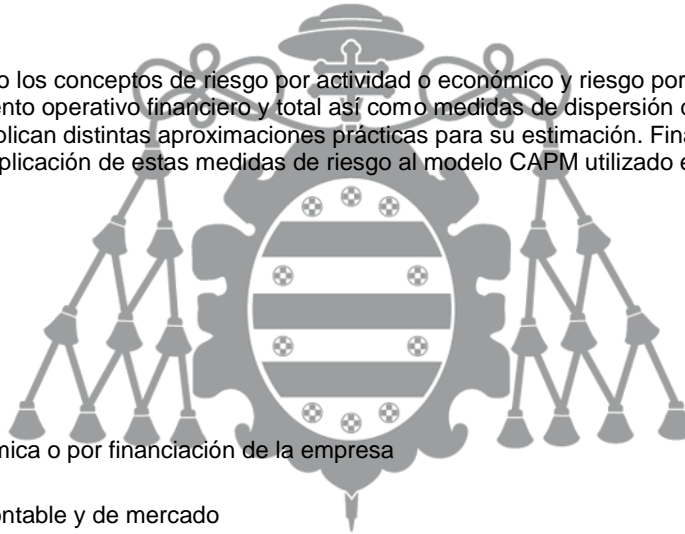 o los conceptos de riesgo por actividad o económico y riesgo por
nto operativo financiero y total así como medidas de dispersión
plican distintas aproximaciones prácticas para su estimación. Fina
plicación de estas medidas de riesgo al modelo CAPM utilizado e
mica o por financiación de la empresa
ontable y de mercado